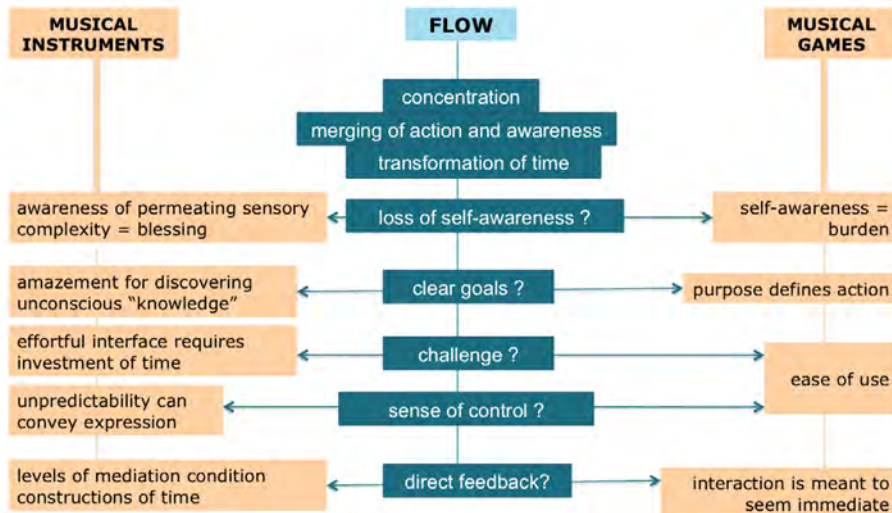 MUSICAL
INSTRUMENTS
FLOW
MUSICAL
GAMES
concentration
merging of action and awareness
transformation of time
awareness of permeating sensory
complexity = blessing
loss of self-awareness ?
self-awareness =
burden
amazement for discovering
unconscious “knowledge”
clear goals ?
purpose defines action
effortful interface requires
investment of time
challenge ?
ease of use
unpredictability can
convey expression
sense of control ?
levels of mediation condition
constructions of time
direct feedback?
interaction is meant to
seem immediate